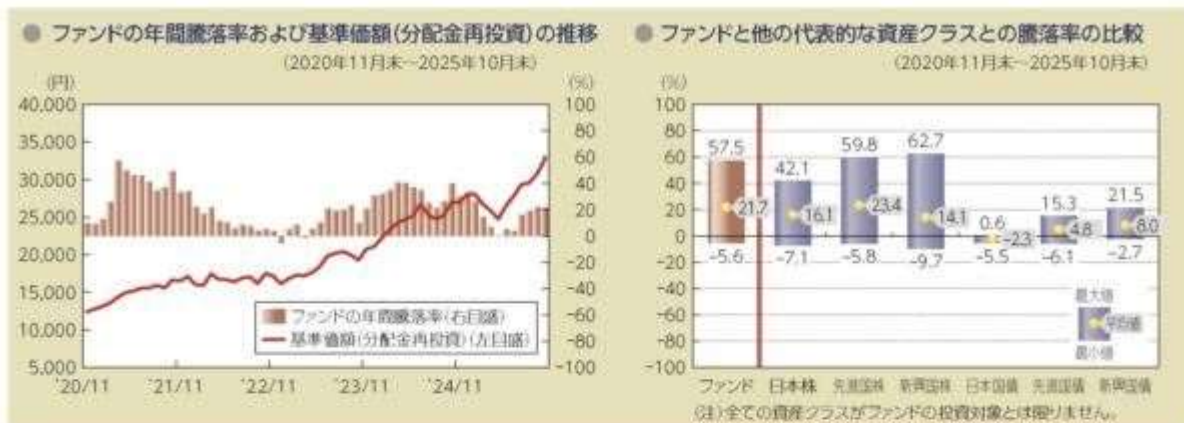 ● ファンドの年間騰落率および基準価額(分配金再投資)の推移
(2020年11月末～2025年10月末)
(円) (%)
40,000 100
35,000 80
30,000 60
25,000 40
20,000 20
15,000 0
10,000 -20
5,000 -40
-60
-80
-100
ファンドの年間騰落率(右目盛)
基準価額(分配金再投資)(左目盛)
'20/11 '21/11 '22/11 '23/11 '24/11
● ファンドと他の代表的な資産クラスとの騰落率の比較
(2020年11月末～2025年10月末)
(%)
100
80
60
40
20
0
-20
-40
-60
-80
-100
57.5 42.1 59.8 62.7 0.6 15.3 21.5
21.7 16.1 23.4 14.1 -2.3 4.8 8.0
-5.6 -7.1 -5.8 -9.7 -5.5 -6.1 -2.7
最大値
平均値
最小値
ファンド 日本株 先進国株 新興国株 日本国債 先進国債 新興国債
(注)全ての資産クラスがファンドの投資対象とは限りません。